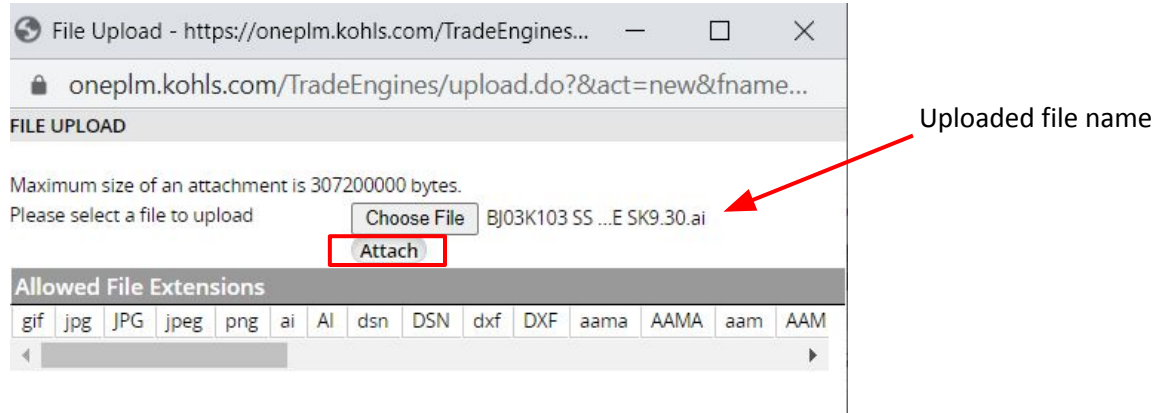 File Upload - https://oneplm.kohls.com/TradeEngines...
oneplm.kohls.com/TradeEngines/upload.do?&act=new&fname...
FILE UPLOAD
Uploaded file name
Maximum size of an attachment is 307200000 bytes.
Please select a file to upload Choose File BJ03K103 SS ...E SK9.30.ai
Attach
Allowed File Extensions
gif jpg JPG jpeg png ai AI dsn DSN dxf DXF aama AAMA aam AAM